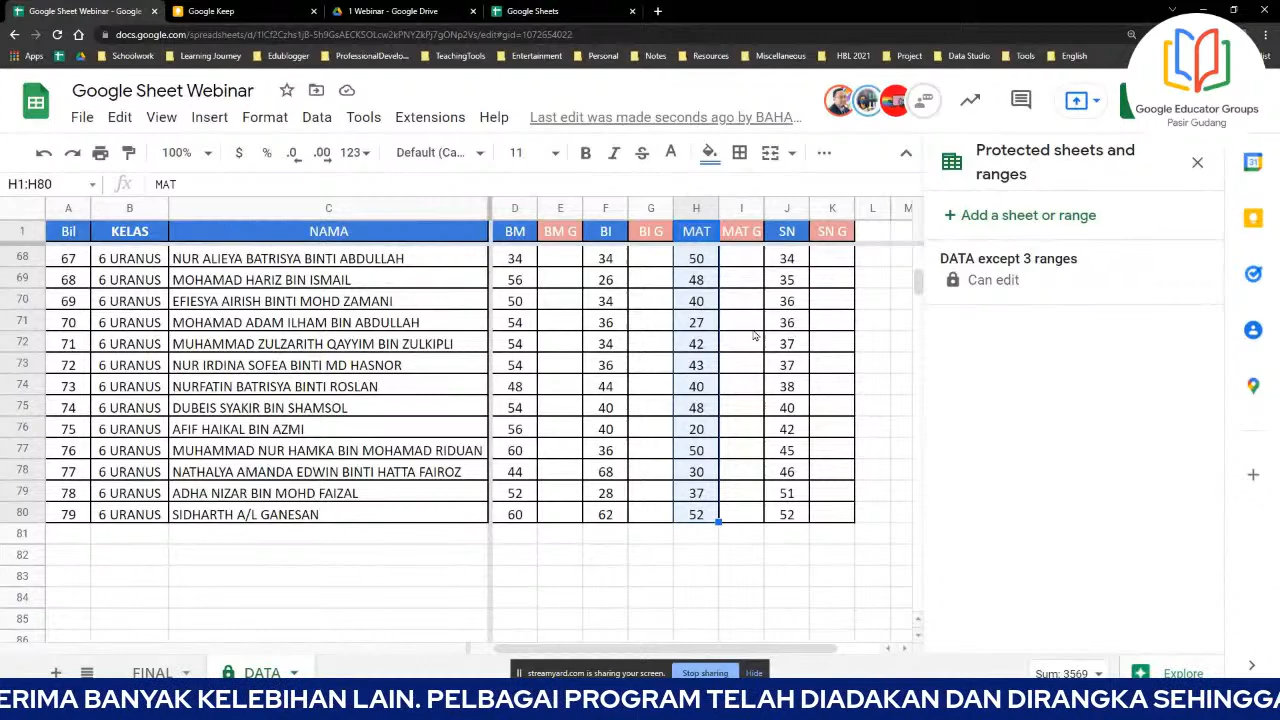 Google Sheet Webinar - Google
Google Keep
1 Webinar - Google Drive
Google Sheets
docs.google.com/spreadsheets/d/1lCf2Czhs1jB-5h9GsAECK5OLcw2kPNYZkPj7gONp2Vs/edit#gid=1072654022
Apps Schoolwork Learning Journey Edublogger ProfessionalDevelo... TeachingTools Entertainment Personal Notes Resources Miscellaneous HBL 2021 Project Data Studio Tools English
Google Educator Groups
Pasir Gudang
Google Sheet Webinar
File Edit View Insert Format Data Tools Extensions Help Last edit was made seconds ago by BAHA...
100% $ % .0 .00 123 Default (Ca... 11 B I S A
H1:H80 fx MAT
Protected sheets and
ranges
+ Add a sheet or range
DATA except 3 ranges
Can edit
A B C D E F G H I J K L M
1 Bil KELAS NAMA BM BM G BI BI G MAT MAT G SN SN G
68 67 6 URANUS NUR ALIEYA BATRISYA BINTI ABDULLAH 34 34 50 34
69 68 6 URANUS MOHAMAD HARIZ BIN ISMAIL 56 26 48 35
70 69 6 URANUS EFIESYA AIRISH BINTI MOHD ZAMANI 50 34 40 36
71 70 6 URANUS MOHAMAD ADAM ILHAM BIN ABDULLAH 54 36 27 36
72 71 6 URANUS MUHAMMAD ZULZARITH QAYYIM BIN ZULKIPLI 54 34 42 37
73 72 6 URANUS NUR IRDINA SOFEA BINTI MD HASNOR 54 36 43 37
74 73 6 URANUS NURFATIN BATRISYA BINTI ROSLAN 48 44 40 38
75 74 6 URANUS DUBEIS SYAKIR BIN SHAMSOL 54 40 48 40
76 75 6 URANUS AFIF HAIKAL BIN AZMI 56 40 20 42
77 76 6 URANUS MUHAMMAD NUR HAMKA BIN MOHAMAD RIDUAN 60 36 50 45
78 77 6 URANUS NATHALYA AMANDA EDWIN BINTI HATTA FAIROZ 44 68 30 46
79 78 6 URANUS ADHA NIZAR BIN MOHD FAIZAL 52 28 37 51
80 79 6 URANUS SIDHARTH A/L GANESAN 60 62 52 52
81
82
83
84
85
86
FINAL DATA
streamyard.com is sharing your screen. Stop sharing Hide
Sum: 3569 Explore
ERIMA BANYAK KELEBIHAN LAIN. PELBAGAI PROGRAM TELAH DIADAKAN DAN DIRANGKA SEHINGGA